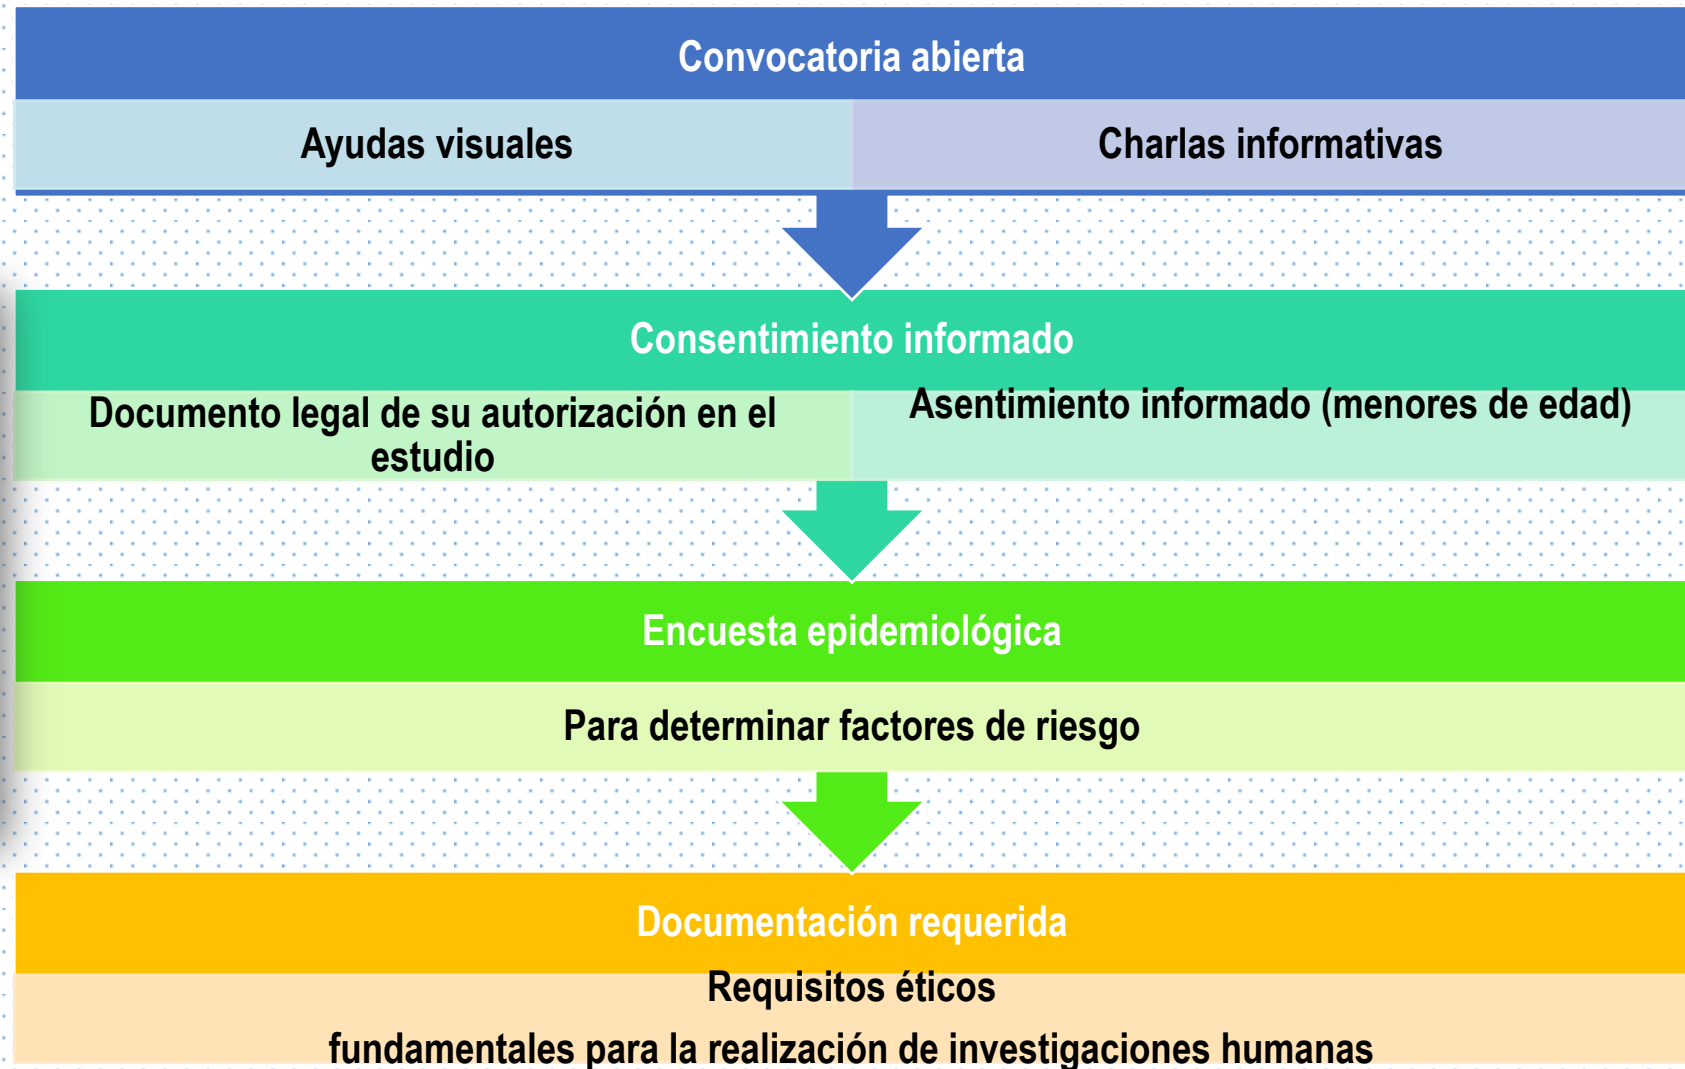 Convocatoria abierta
Ayudas visuales
Charlas informativas
Consentimiento informado
Documento legal de su autorización en el
estudio
Asentimiento informado (menores de edad)
Encuesta epidemiológica
Para determinar factores de riesgo
Documentación requerida
Requisitos éticos
fundamentales para la realización de investigaciones humanas